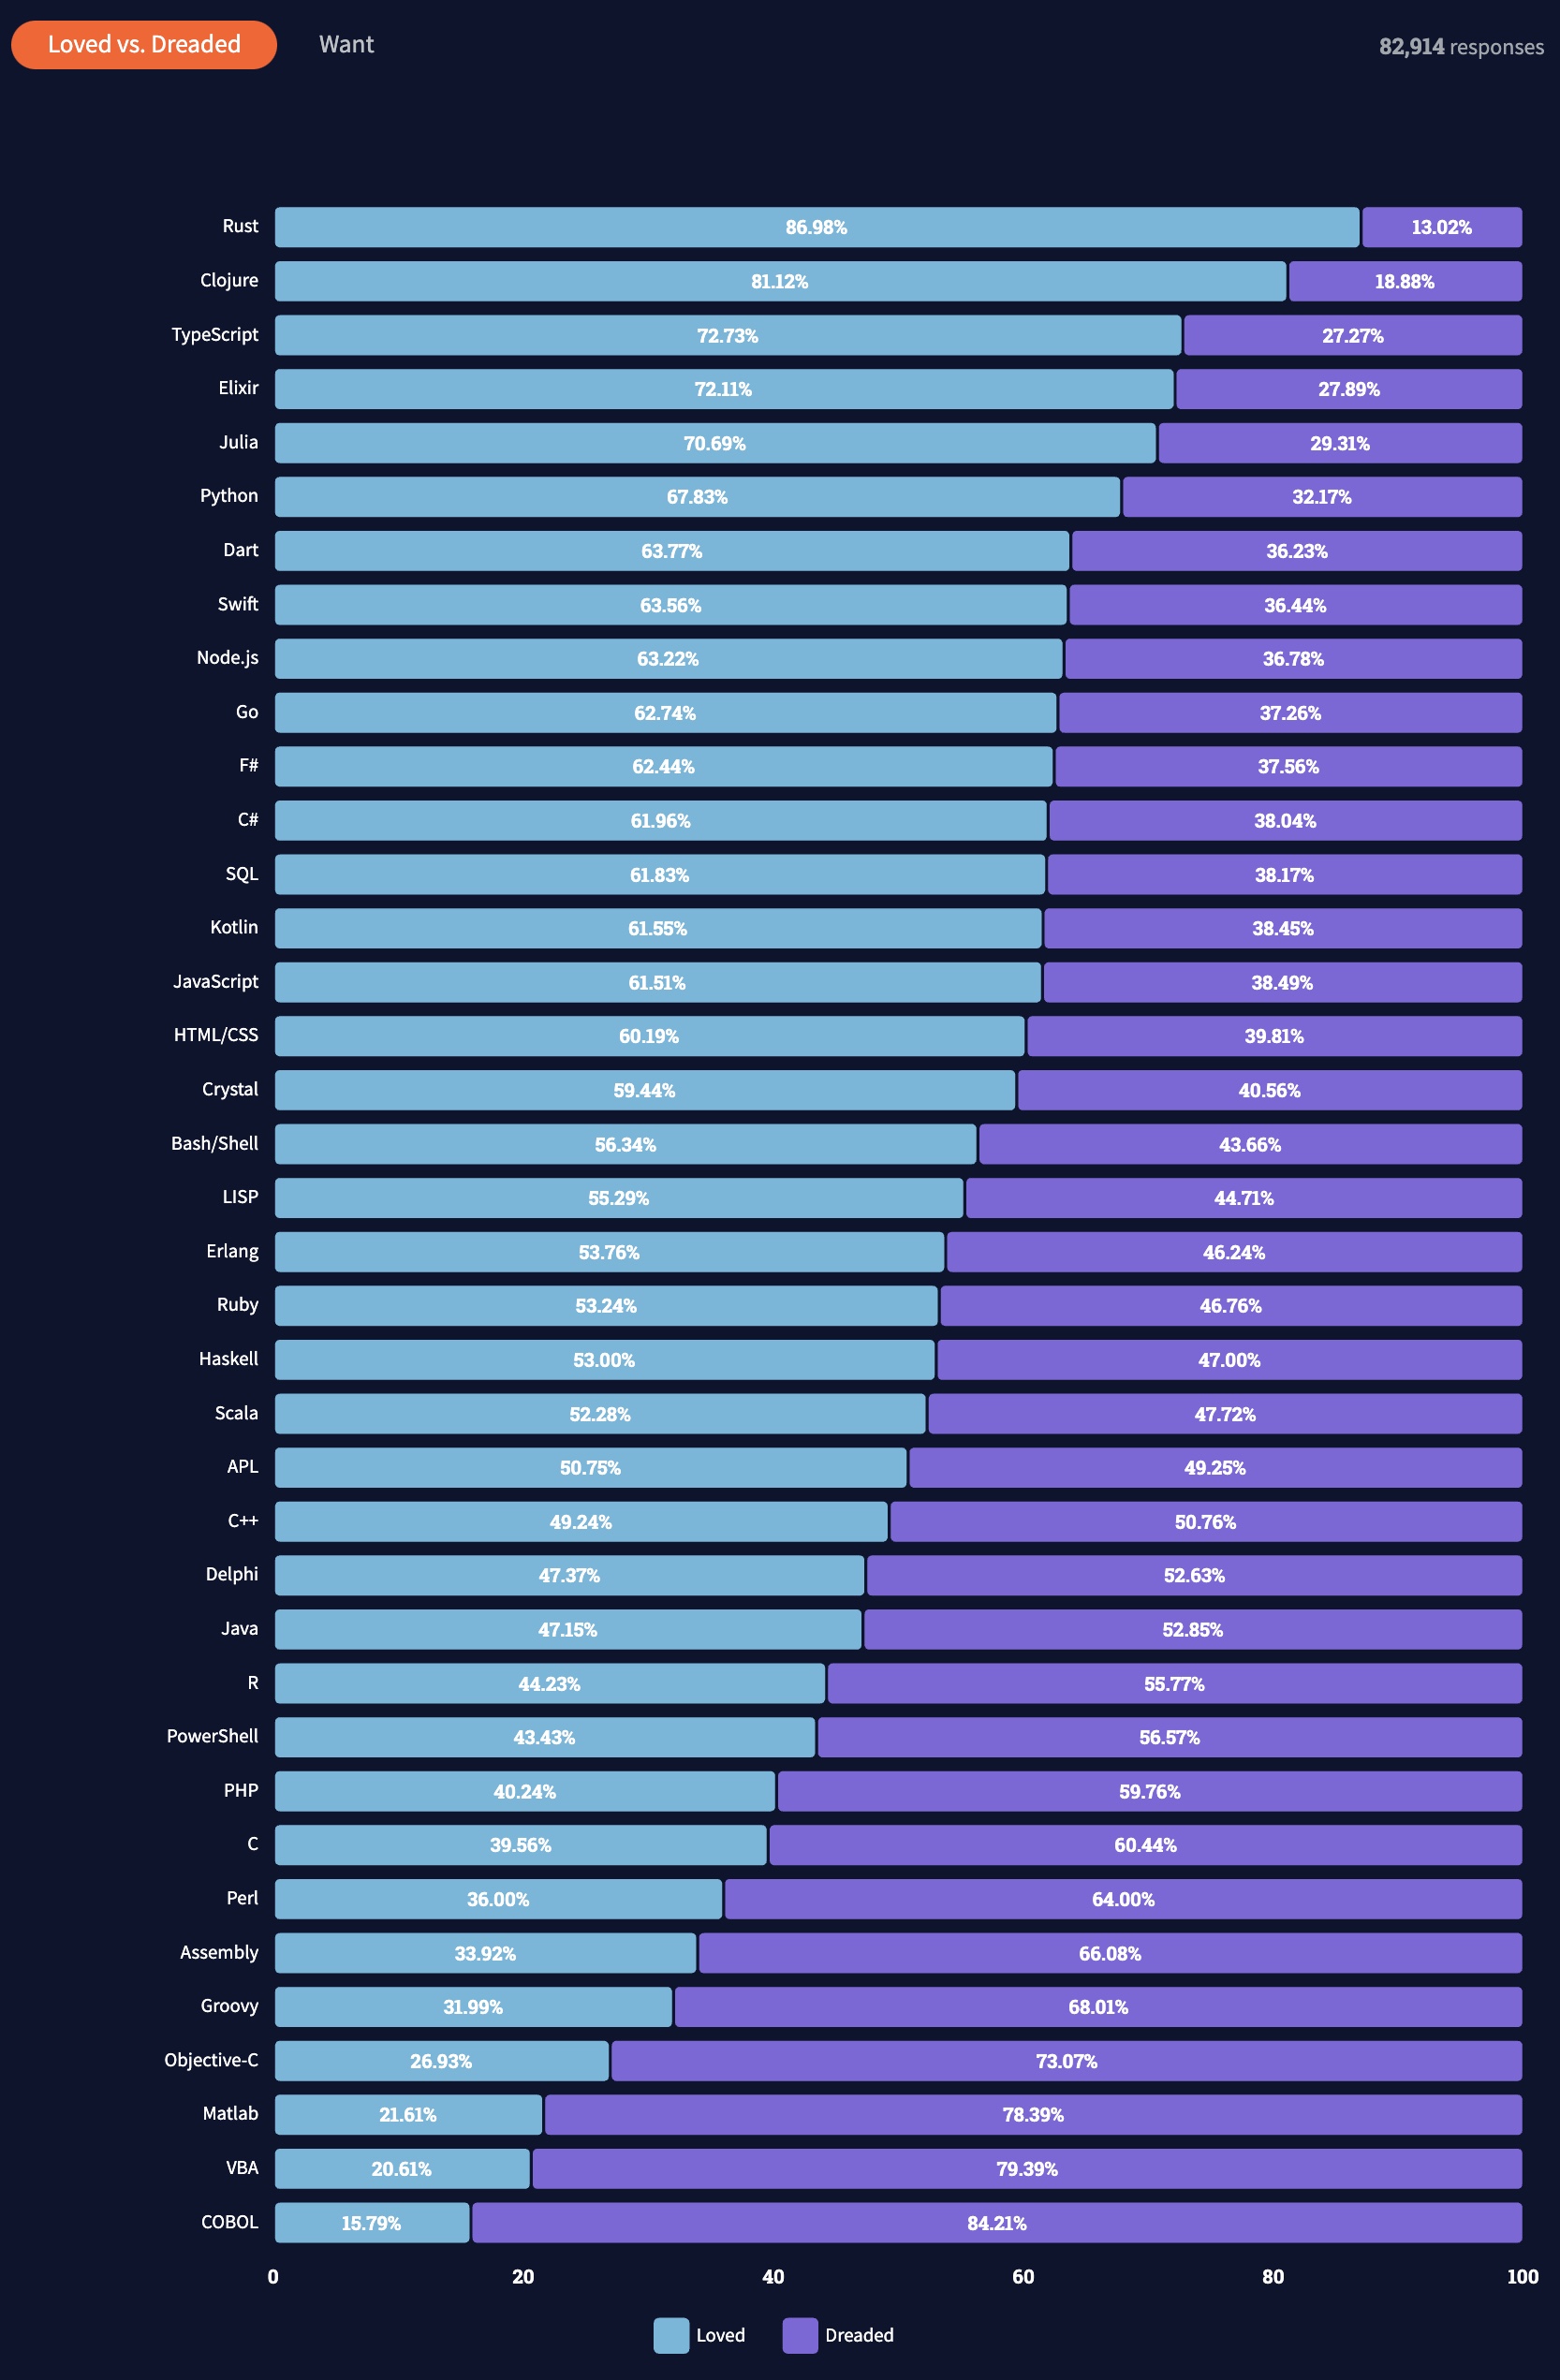 Loved vs. Dreaded Want 82,914 responses
Rust 86.98% 13.02%
Clojure 81.12% 18.88%
TypeScript 72.73% 27.27%
Elixir 72.11% 27.89%
Julia 70.69% 29.31%
Python 67.83% 32.17%
Dart 63.77% 36.23%
Swift 63.56% 36.44%
Node.js 63.22% 36.78%
Go 62.74% 37.26%
F# 62.44% 37.56%
C# 61.96% 38.04%
SQL 61.83% 38.17%
Kotlin 61.55% 38.45%
JavaScript 61.51% 38.49%
HTML/CSS 60.19% 39.81%
Crystal 59.44% 40.56%
Bash/Shell 56.34% 43.66%
LISP 55.29% 44.71%
Erlang 53.76% 46.24%
Ruby 53.24% 46.76%
Haskell 53.00% 47.00%
Scala 52.28% 47.72%
APL 50.75% 49.25%
C++ 49.24% 50.76%
Delphi 47.37% 52.63%
Java 47.15% 52.85%
R 44.23% 55.77%
PowerShell 43.43% 56.57%
PHP 40.24% 59.76%
C 39.56% 60.44%
Perl 36.00% 64.00%
Assembly 33.92% 66.08%
Groovy 31.99% 68.01%
Objective-C 26.93% 73.07%
Matlab 21.61% 78.39%
VBA 20.61% 79.39%
COBOL 15.79% 84.21%
0 20 40 60 80 100
Loved Dreaded